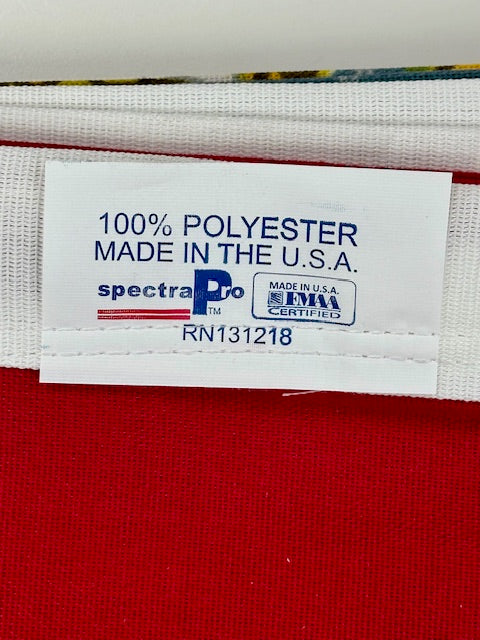 100% POLYESTER
MADE IN THE U.S.A.
spectraPro
TM
MADE IN U.S.A.
FMAA
CERTIFIED
RN131218